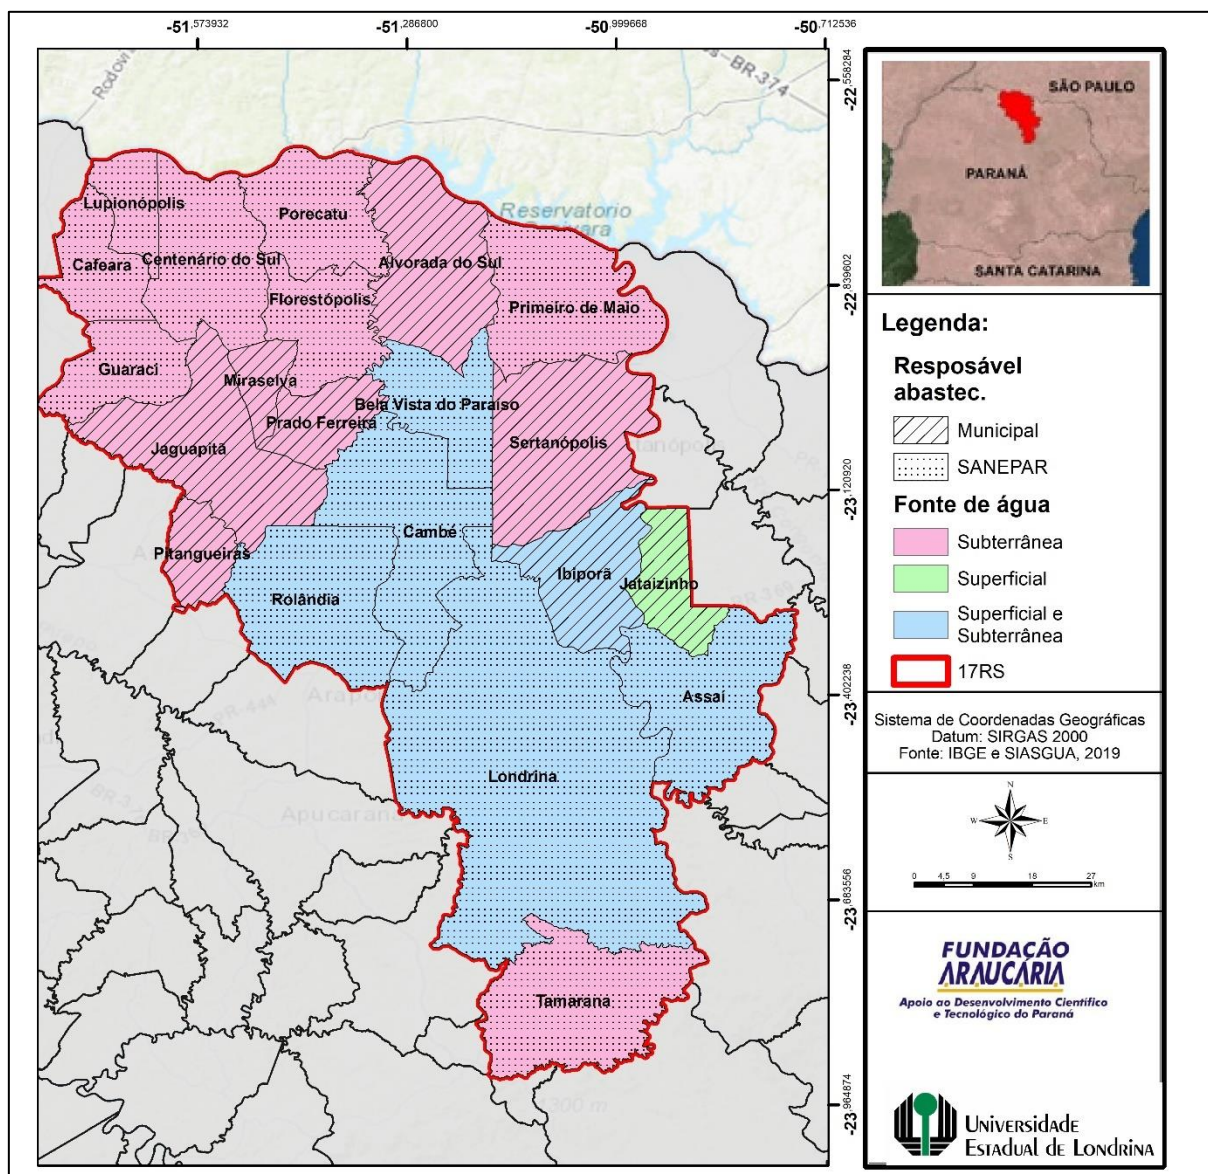 -51,573932
-51,286800
-50,999668
-50,712536
-22,558284
-22,839602
-23,120920
-23,402238
-23,683556
-23,964874
BR-374
Reservatorio
Lupionópolis
Porecatu
Cafeara
Centenário do Sul
Alvorada do Sul
Florestópolis
Primeiro de Maio
Guaraci
Miraselva
Bela Vista do Paraíso
Prado Ferreira
Jaguapitã
Sertanópolis
Pitangueiras
Cambé
Ibiporã
Jataizinho
Rolândia
BR-369
Assaí
Londrina
Apucarana
Tamarana
SÃO PAULO
PARANÁ
SANTA CATARINA
Legenda:
Resposável
abastec.
Municipal
SANEPAR
Fonte de água
Subterrânea
Superficial
Superficial e
Subterrânea
17RS
Sistema de Coordenadas Geográficas
Datum: SIRGAS 2000
Fonte: IBGE e SIASGUA, 2019
N
W E
S
0 4,5 9 18 27
km
FUNDAÇÃO
ARAUCÁRIA
Apoio ao Desenvolvimento Científico
e Tecnológico do Paraná
UNIVERSIDADE
ESTADUAL DE LONDRINA